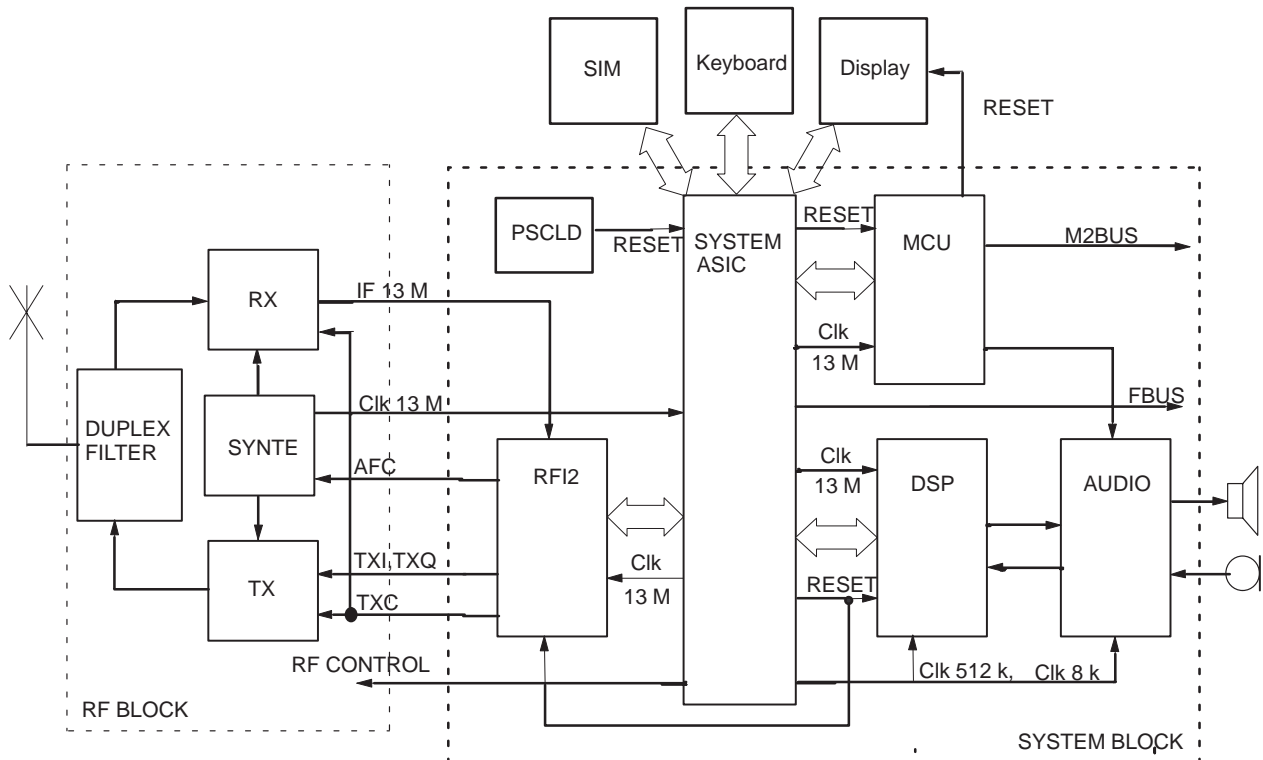 SIM
Keyboard
Display
RESET
PSCLD
RESET
SYSTEM
ASIC
RESET
MCU
M2BUS
RX
IF 13 M
Clk
13 M
DUPLEX
FILTER
SYNTE
Clk 13 M
FBUS
AFC
RFI2
Clk
13 M
DSP
AUDIO
TX
TXI,TXQ
TXC
Clk
13 M
RESET
RF CONTROL
Clk 512 k,
Clk 8 k
RF BLOCK
SYSTEM BLOCK